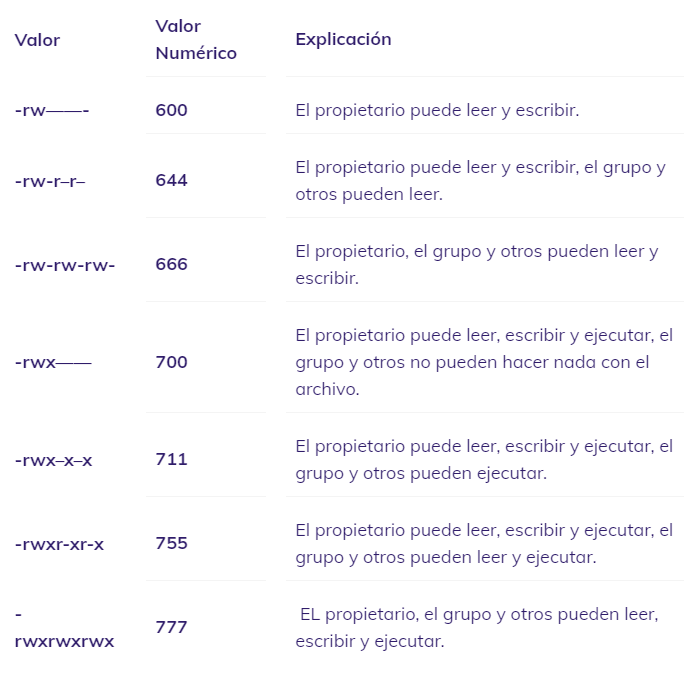 Valor Valor Numérico Explicación
-rw——- 600 El propietario puede leer y escribir.
-rw-r–r– 644 El propietario puede leer y escribir, el grupo y
otros pueden leer.
-rw-rw-rw- 666 El propietario, el grupo y otros pueden leer y
escribir.
-rwx—— 700 El propietario puede leer, escribir y ejecutar, el
grupo y otros no pueden hacer nada con el
archivo.
-rwx–x–x 711 El propietario puede leer, escribir y ejecutar, el
grupo y otros pueden ejecutar.
-rwxr-xr-x 755 El propietario puede leer, escribir y ejecutar, el
grupo y otros pueden leer y ejecutar.
-
rwxrwxrwx 777 EL propietario, el grupo y otros pueden leer,
escribir y ejecutar.